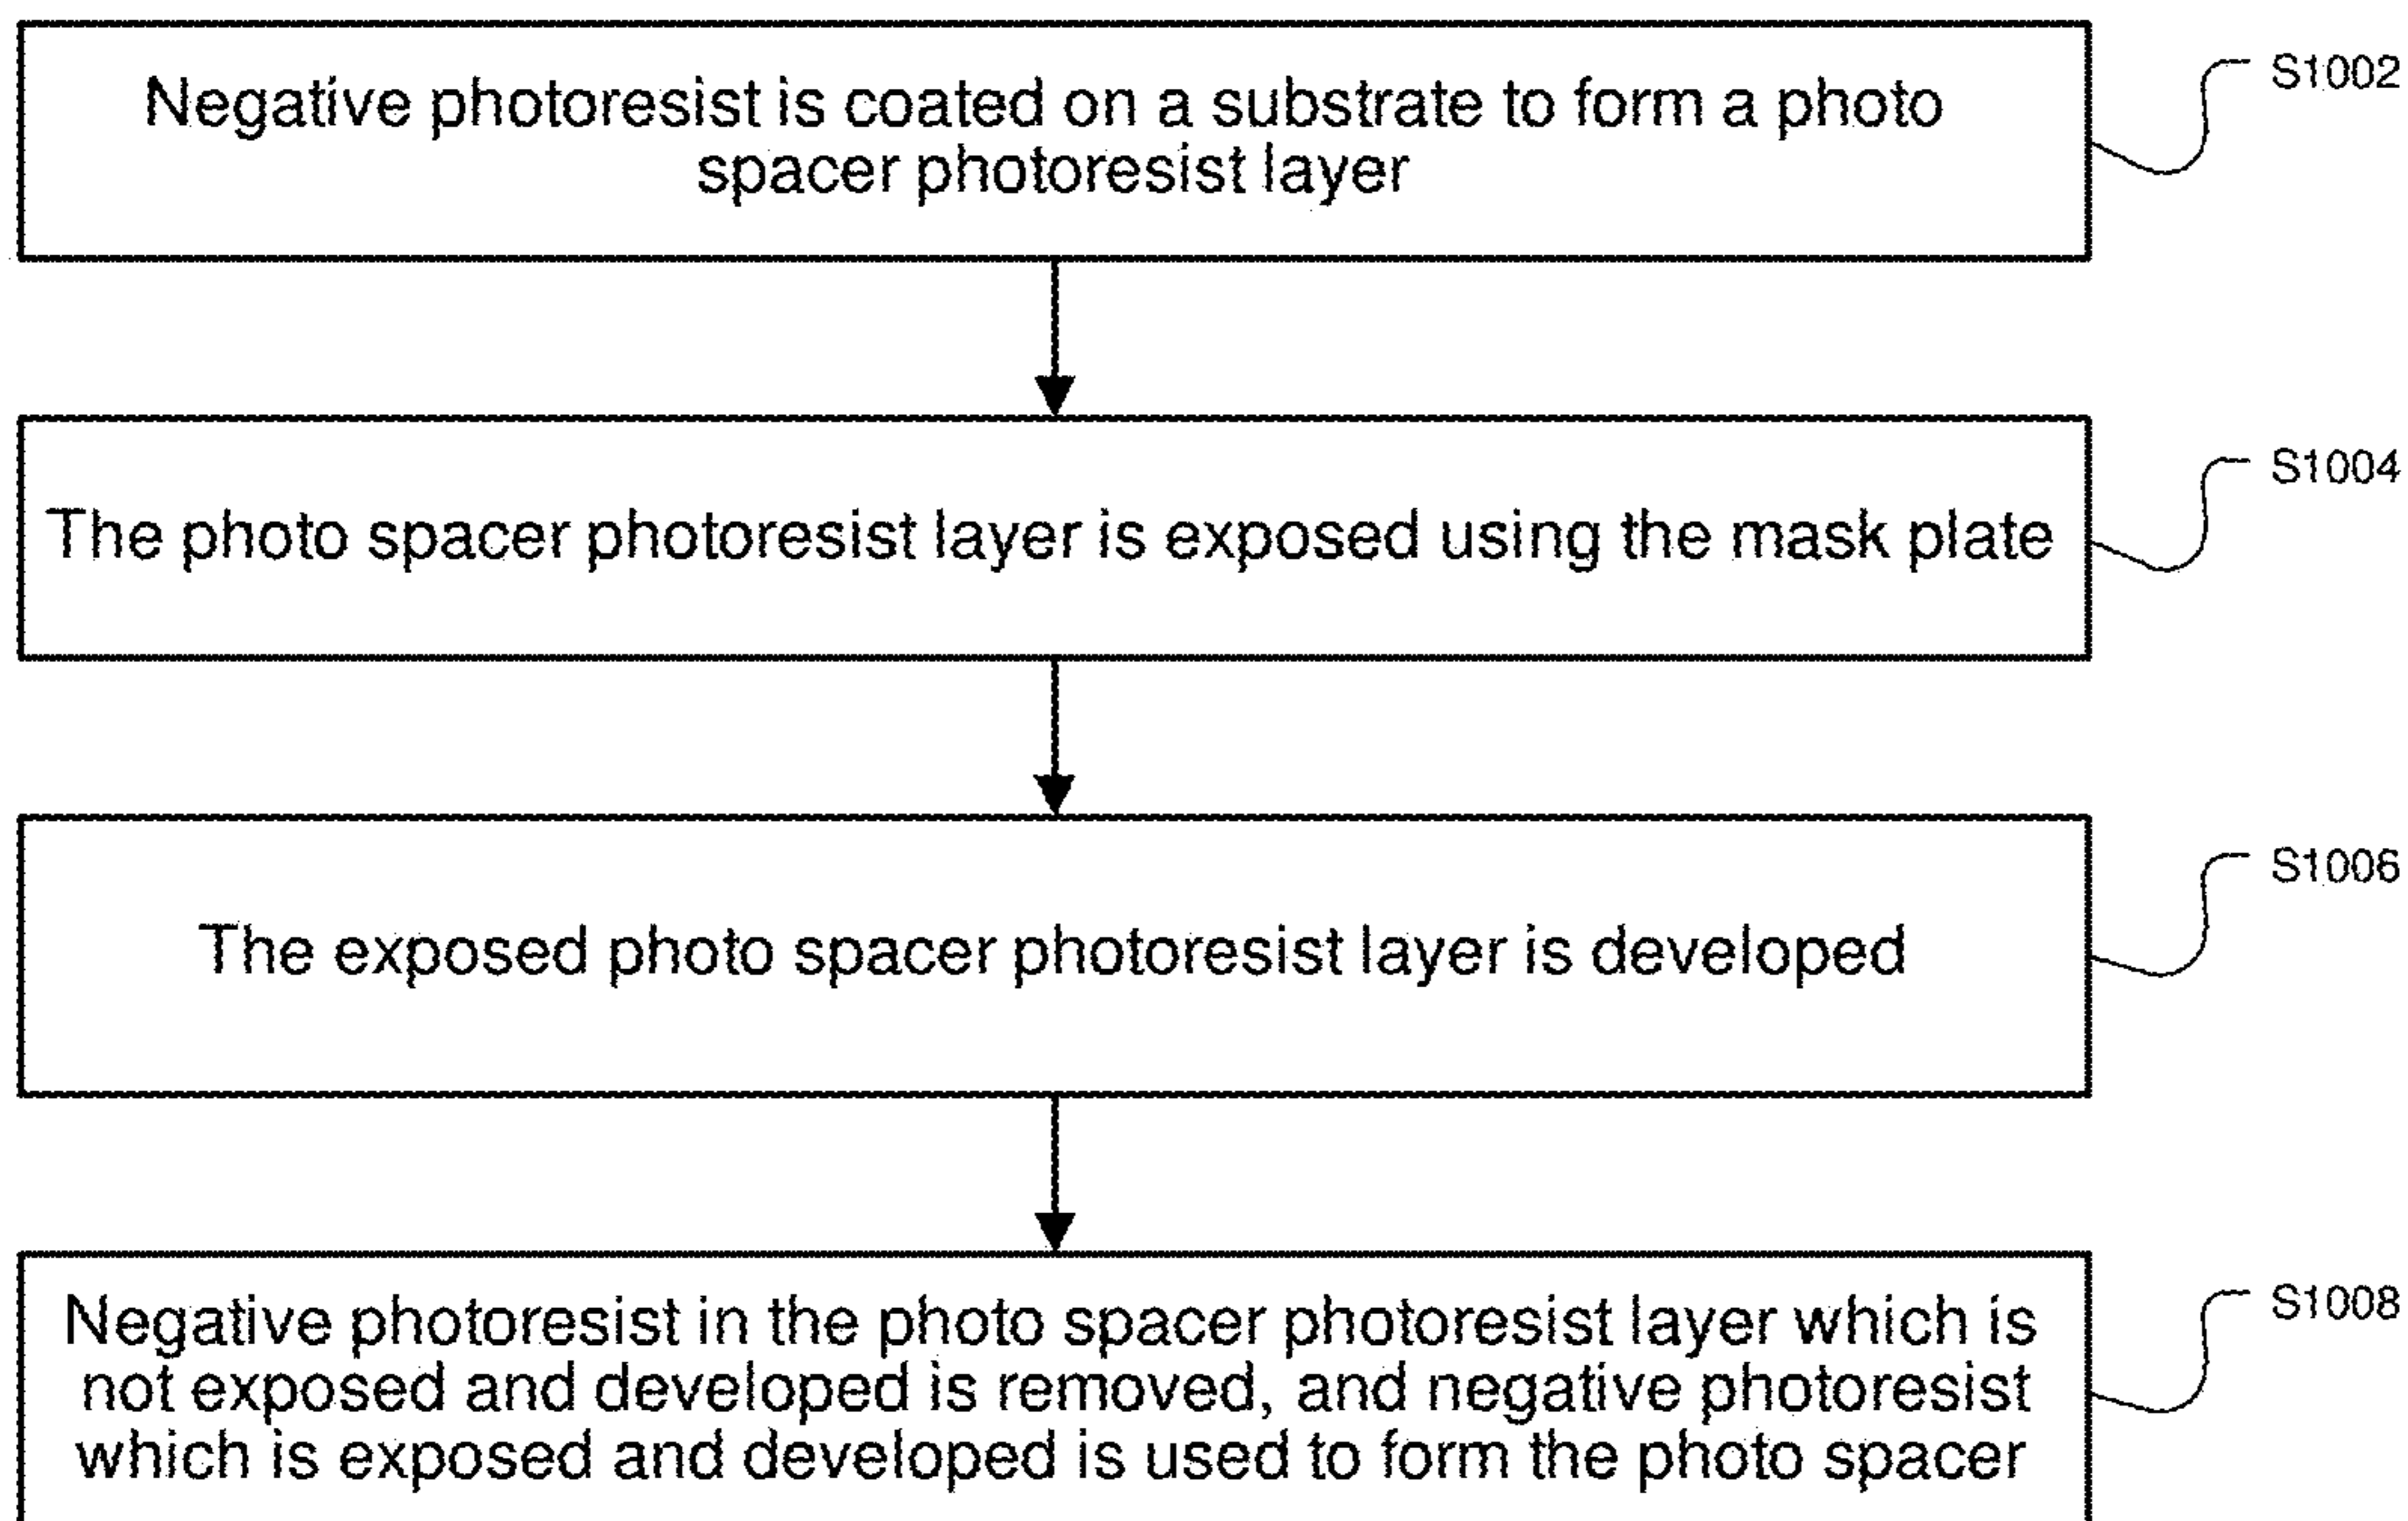 Negative photoresist is coated on a substrate to form a photo
spacer photoresist layer
S1002
The photo spacer photoresist layer is exposed using the mask plate
S1004
The exposed photo spacer photoresist layer is developed
S1006
Negative photoresist in the photo spacer photoresist layer which is
not exposed and developed is removed, and negative photoresist
which is exposed and developed is used to form the photo spacer
S1008